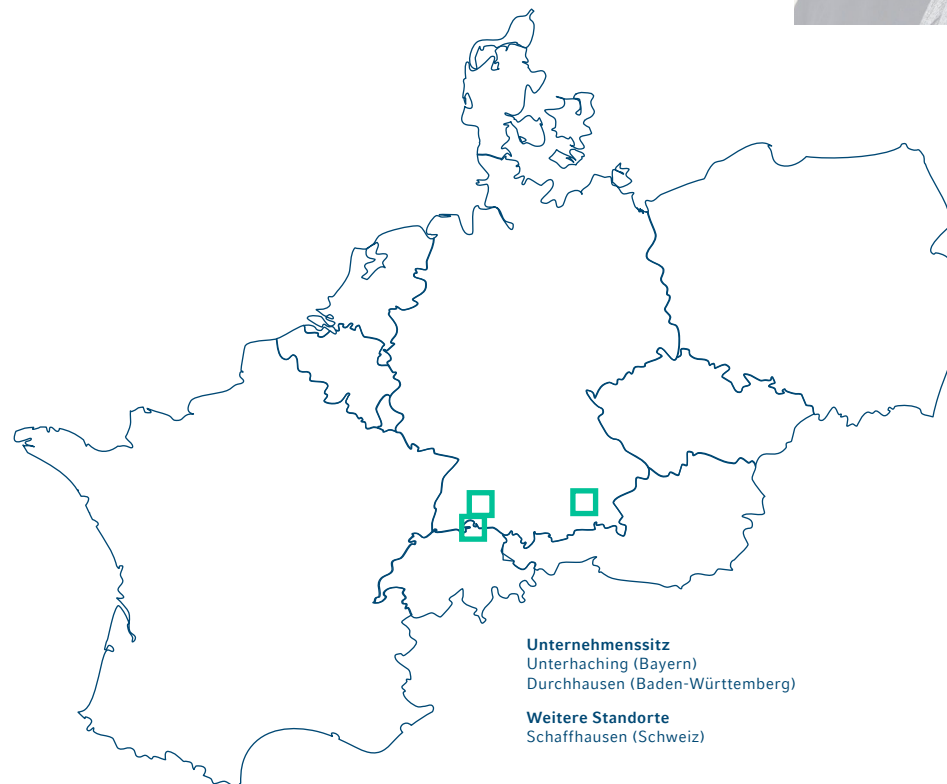 Unternehmenssitz
Unterhaching (Bayern)
Durchhausen (Baden-Württemberg)
Weitere Standorte
Schaffhausen (Schweiz)